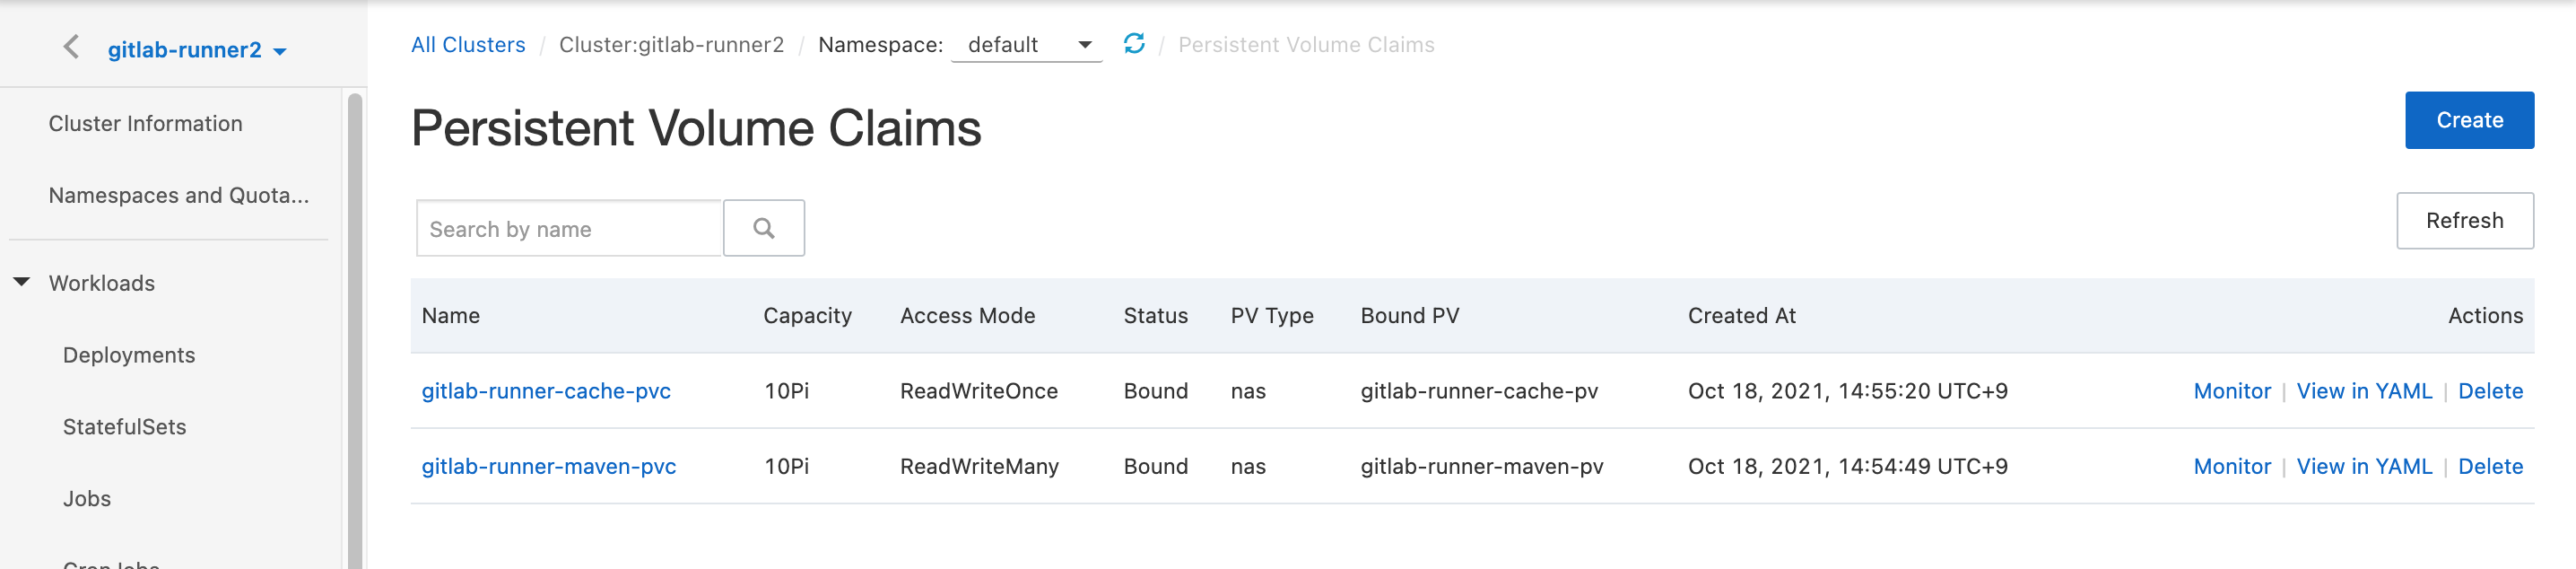 gitlab-runner2
All Clusters / Cluster:gitlab-runner2 / Namespace: default / Persistent Volume Claims
Cluster Information
Namespaces and Quota...
Workloads
Deployments
StatefulSets
Jobs
Persistent Volume Claims
Create
Search by name
Refresh
Name Capacity Access Mode Status PV Type Bound PV Created At Actions
gitlab-runner-cache-pvc 10Pi ReadWriteOnce Bound nas gitlab-runner-cache-pv Oct 18, 2021, 14:55:20 UTC+9 Monitor | View in YAML | Delete
gitlab-runner-maven-pvc 10Pi ReadWriteMany Bound nas gitlab-runner-maven-pv Oct 18, 2021, 14:54:49 UTC+9 Monitor | View in YAML | Delete